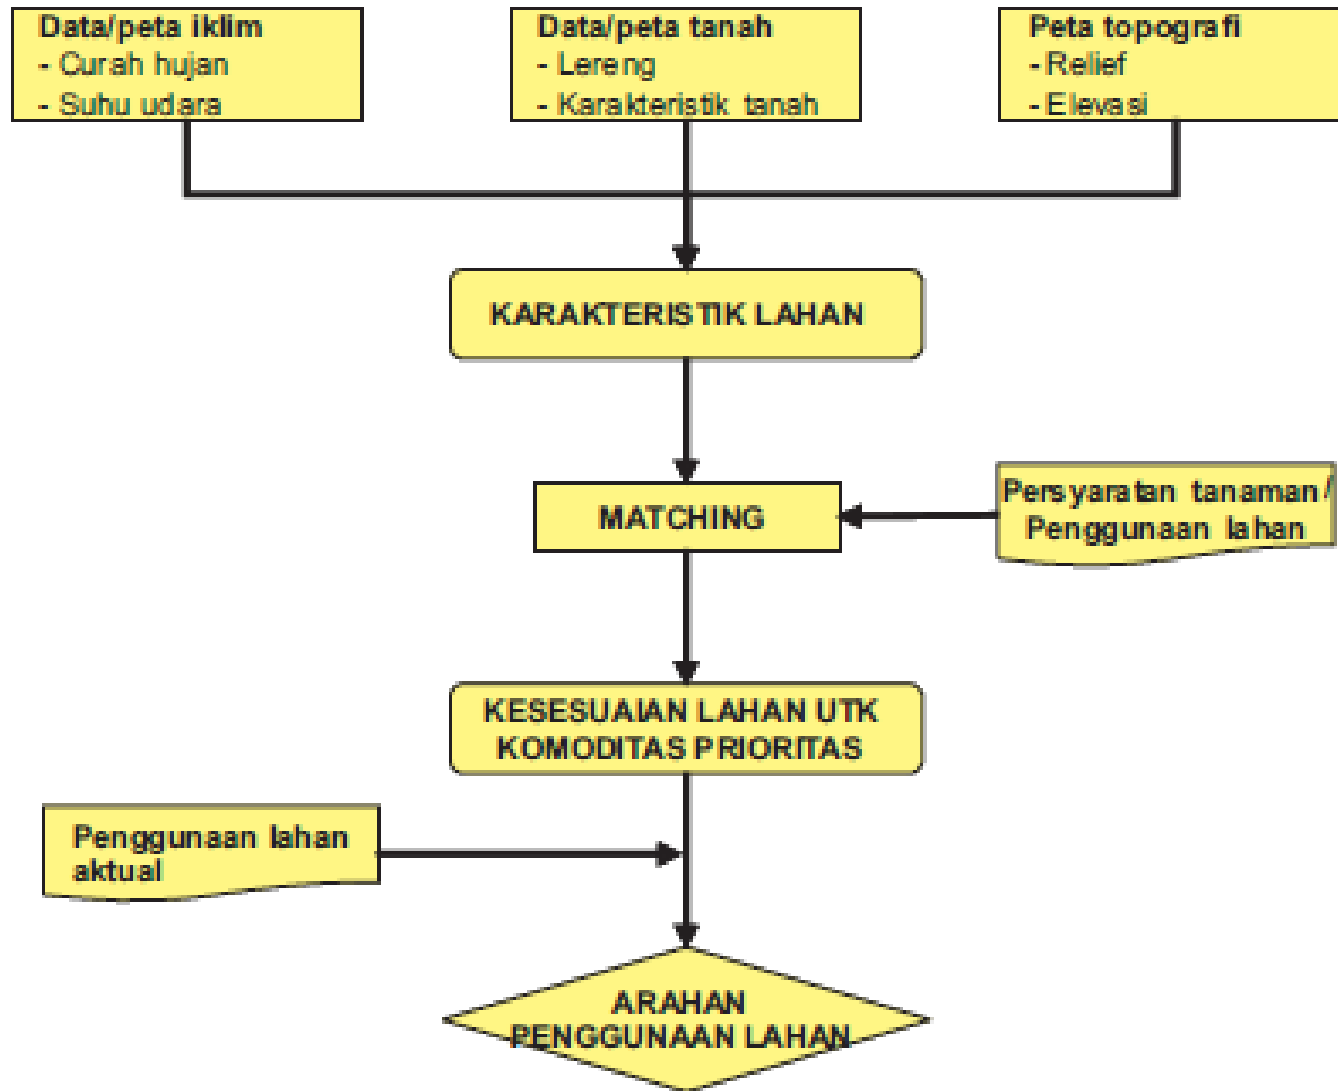 Data/peta iklim
- Curah hujan
- Suhu udara
Data/peta tanah
- Lereng
- Karakteristik tanah
Peta topografi
- Relief
- Elevasi
KARAKTERISTIK LAHAN
MATCHING
Persyaratan tanaman/
Penggunaan lahan
KESESUAIAN LAHAN UTK
KOMODITAS PRIORITAS
Penggunaan lahan
aktual
ARAHAN
PENGGUNAAN LAHAN